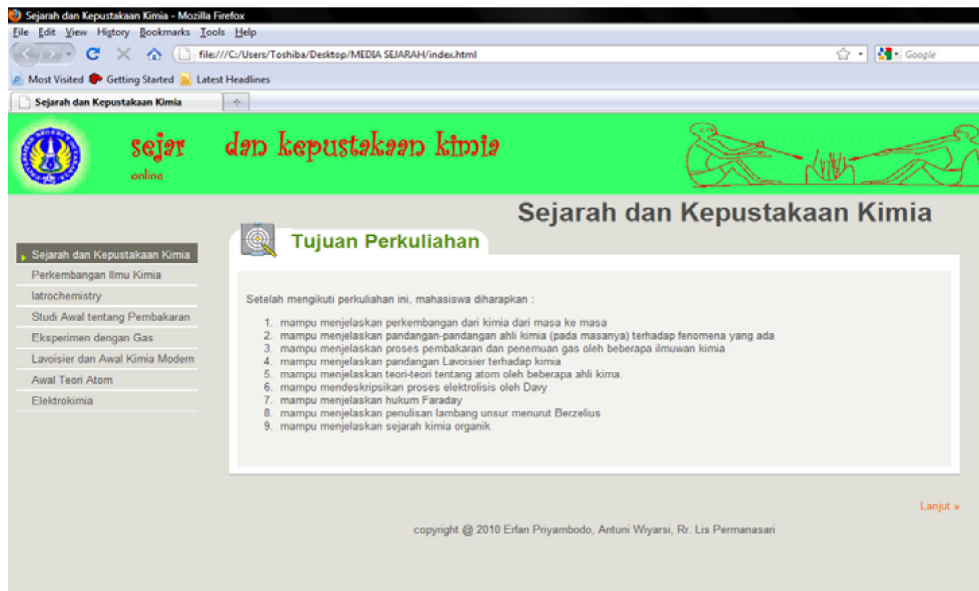 Sejarah dan Kepustakaan Kimia - Mozilla Firefox
File Edit View History Bookmarks Tools Help
file:///C:/Users/Toshiba/Desktop/MEDIA SEJARAH/index.html
Google
Most Visited Getting Started Latest Headlines
Sejarah dan Kepustakaan Kimia
sejar dan kepustakaan kimia
online
Sejarah dan Kepustakaan Kimia
Tujuan Perkuliahan
Sejarah dan Kepustakaan Kimia
Perkembangan Ilmu Kimia
Iatrochemistry
Studi Awal tentang Pembakaran
Eksperimen dengan Gas
Lavoisier dan Awal Kimia Modern
Awal Teori Atom
Elektrokimia
Setelah mengikuti perkuliahan ini, mahasiswa diharapkan :
1. mampu menjelaskan perkembangan dari kimia dari masa ke masa
2. mampu menjelaskan pandangan-pandangan ahli kimia (pada masanya) terhadap fenomena yang ada
3. mampu menjelaskan proses pembakaran dan penemuan gas oleh beberapa ilmuwan kimia
4. mampu menjelaskan pandangan Lavoisier terhadap kimia
5. mampu menjelaskan teori-teori tentang atom oleh beberapa ahli kimia.
6. mampu mendeskripsikan proses elektrolisis oleh Davy
7. mampu menjelaskan hukum Faraday
8. mampu menjelaskan penulisan lambang unsur menurut Berzelius
9. mampu menjelaskan sejarah kimia organik
Lanjut »
copyright @ 2010 Erfan Priyambodo, Antuni Wiyarsi, Rr. Lis Permanasari